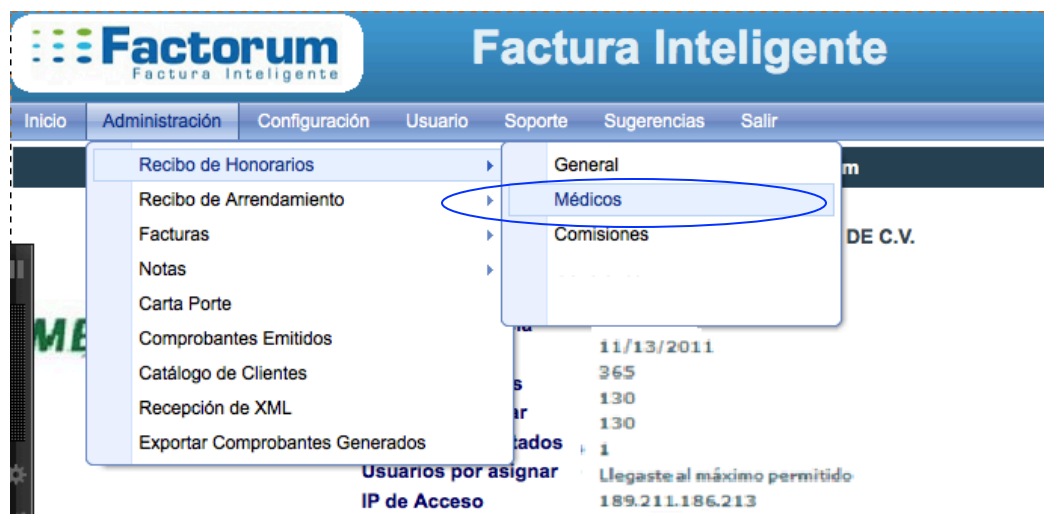 Factorum
Factura Inteligente
Factura Inteligente
Inicio Administración Configuración Usuario Soporte Sugerencias Salir
Recibo de Honorarios
Recibo de Arrendamiento
Facturas
Notas
Carta Porte
Comprobantes Emitidos
Catálogo de Clientes
Recepción de XML
Exportar Comprobantes Generados
General
Médicos
Comisiones
m
DE C.V.
ME
11/13/2011
s 365
ar 130
130
tados 1
Usuarios por asignar Llegaste al máximo permitido
IP de Acceso 189.211.186.213